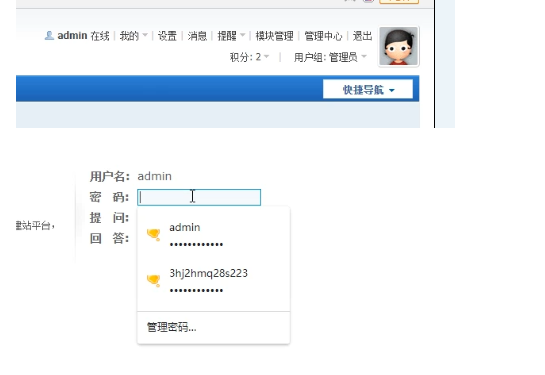 admin 在线 | 我的 | 设置 | 消息 | 提醒 | 模块管理 | 管理中心 | 退出
积分: 2 | 用户组: 管理员
快捷导航
用户名: admin
密 码:
提 问:
站平台，
回 答:
admin
••••••••••••
3hj2hmq28s223
••••••••••••
管理密码...